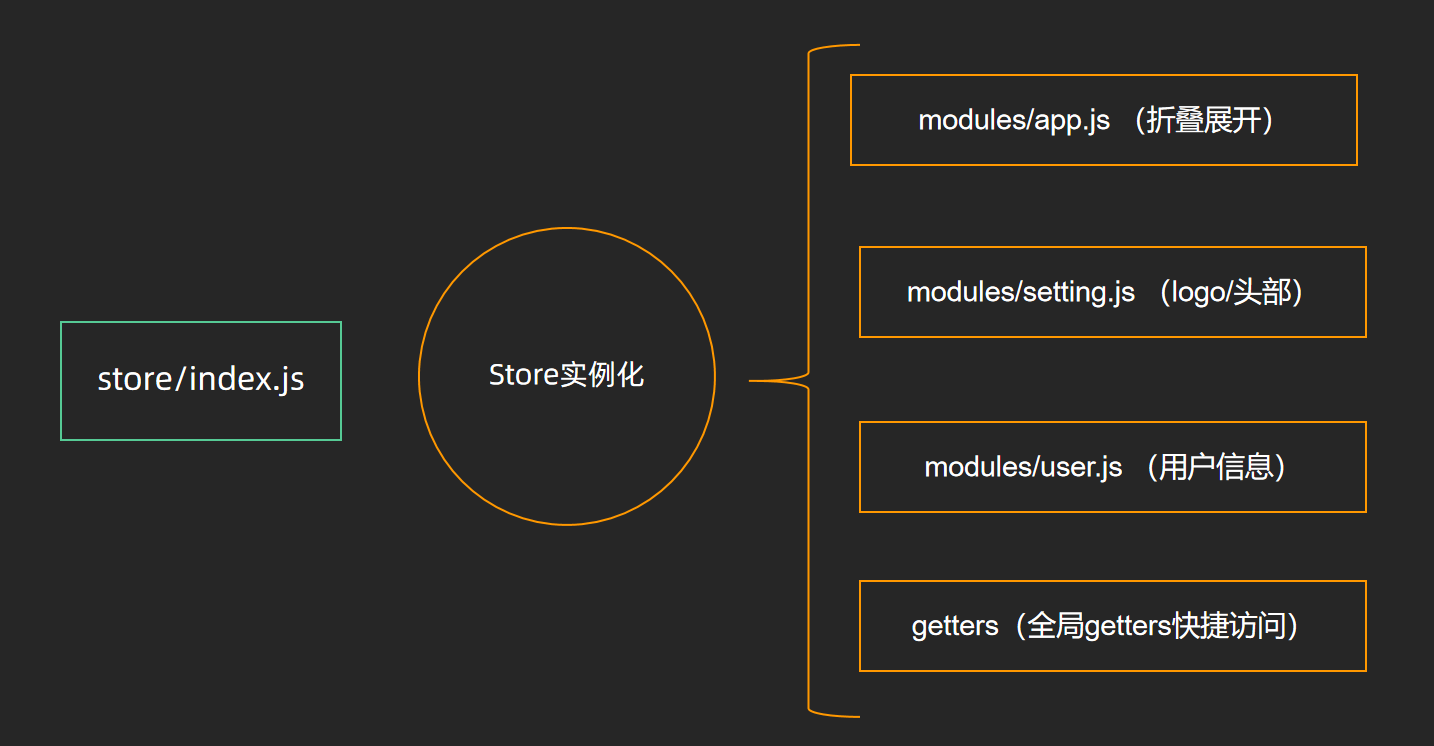 store/index.js
Store实例化
modules/app.js （折叠展开）
modules/setting.js （logo/头部）
modules/user.js （用户信息）
getters（全局getters快捷访问）